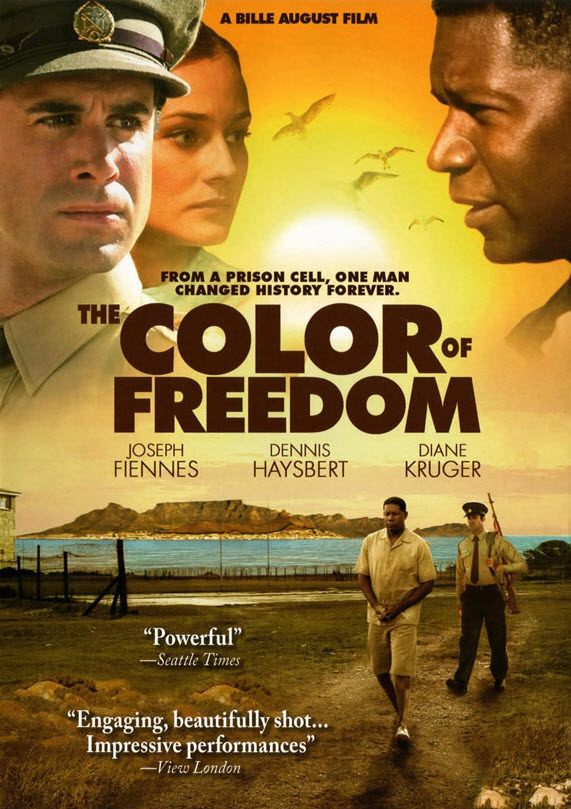 A BILLE AUGUST FILM
FROM A PRISON CELL, ONE MAN
CHANGED HISTORY FOREVER.
THE COLOR OF
FREEDOM
JOSEPH FIENNES
DENNIS HAYSBERT
DIANE KRUGER
“Powerful”
—Seattle Times
“Engaging, beautifully shot...
Impressive performances”
—View London